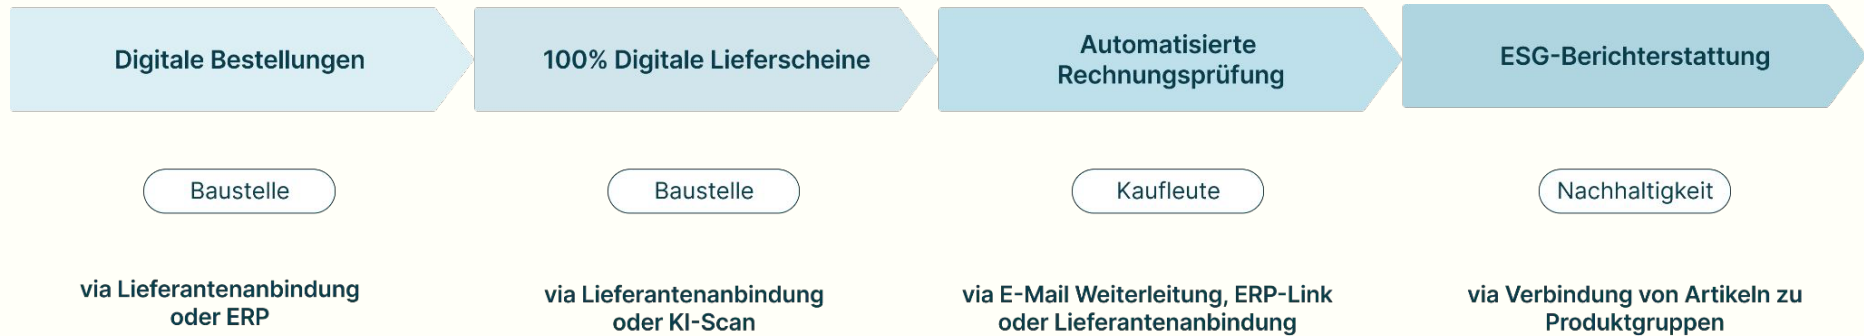 Digitale Bestellungen
100% Digitale Lieferscheine
Automatisierte
Rechnungsprüfung
ESG-Berichterstattung
Baustelle
Baustelle
Kaufleute
Nachhaltigkeit
via Lieferantenanbindung
oder ERP
via Lieferantenanbindung
oder KI-Scan
via E-Mail Weiterleitung, ERP-Link
oder Lieferantenanbindung
via Verbindung von Artikeln zu
Produktgruppen